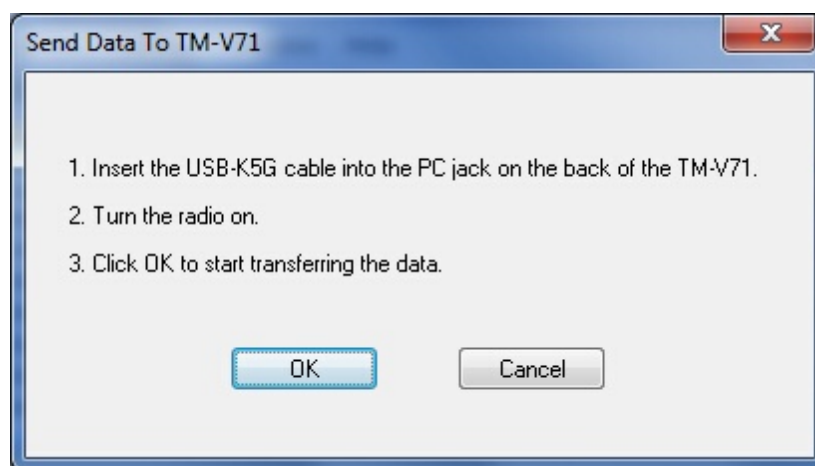 Send Data To TM-V71
1. Insert the USB-K5G cable into the PC jack on the back of the TM-V71.
2. Turn the radio on.
3. Click OK to start transferring the data.
OK
Cancel